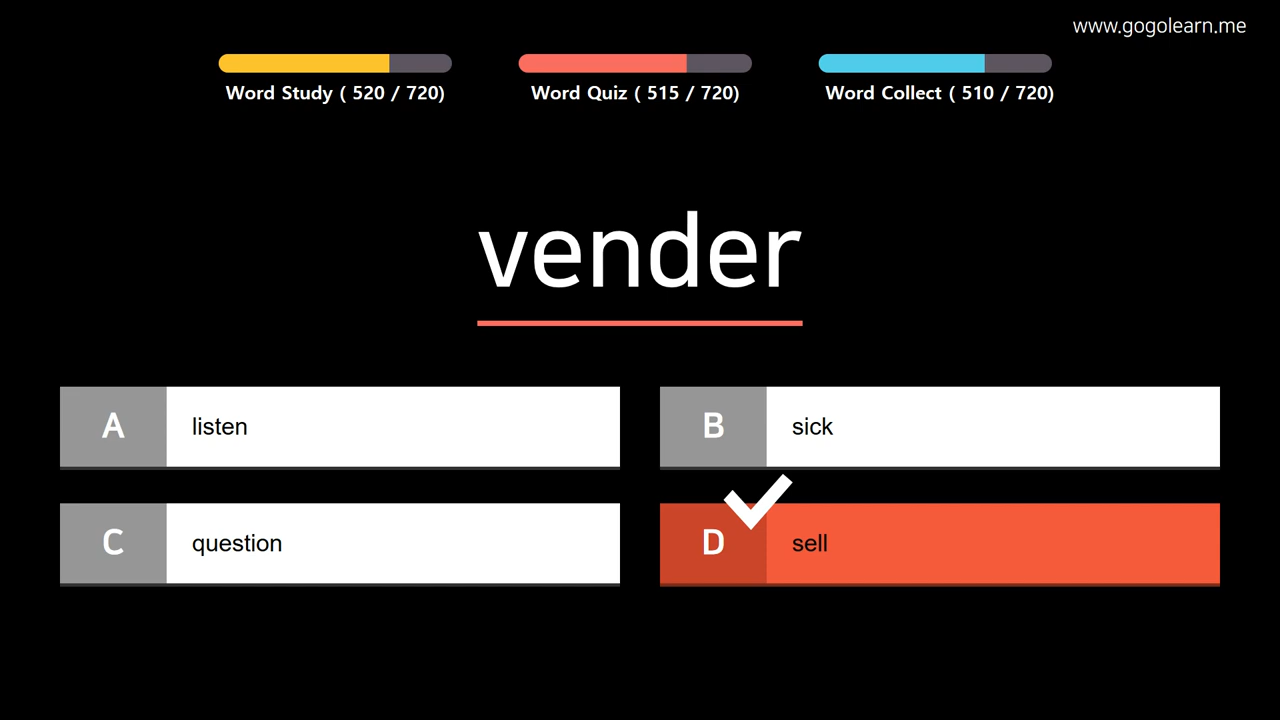 www.gogolearn.me
Word Study ( 520 / 720)
Word Quiz ( 515 / 720)
Word Collect ( 510 / 720)
vender
A listen
B sick
C question
D sell